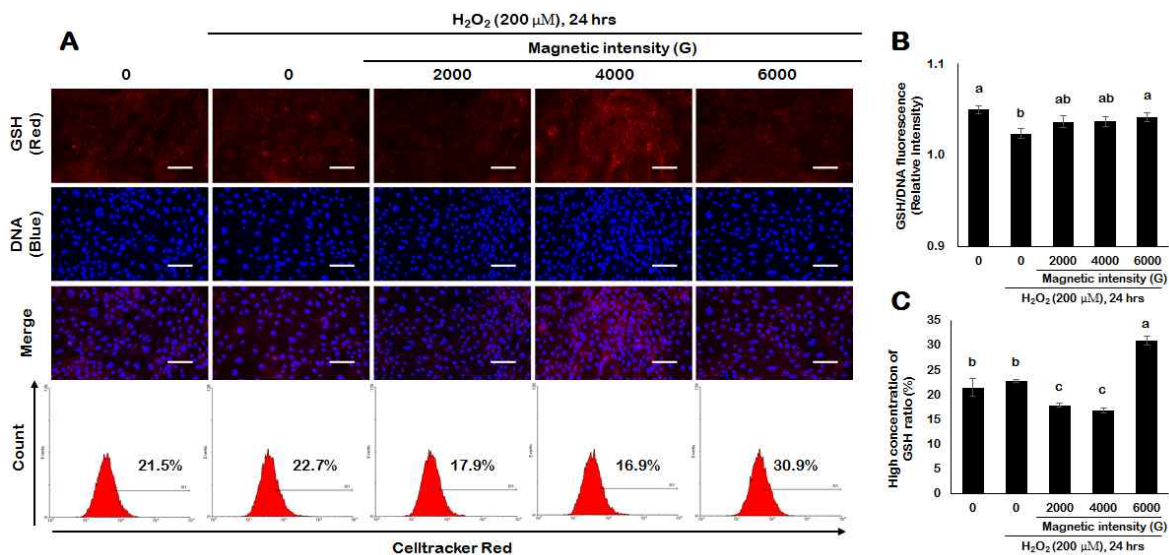 A
H₂O₂ (200 µM), 24 hrs
Magnetic intensity (G)
0 0 2000 4000 6000
GSH
(Red)
DNA
(Blue)
Merge
Count
21.5% 22.7% 17.9% 16.9% 30.9%
Celltracker Red
B
GSH/DNA fluorescence
(Relative intensity)
1.1
1.0
0.9
a b ab ab a
0 0 2000 4000 6000
Magnetic intensity (G)
H₂O₂ (200 µM), 24 hrs
C
High concentration of
GSH ratio (%)
35
30
25
20
15
10
5
0
b b c c a
0 0 2000 4000 6000
Magnetic intensity (G)
H₂O₂ (200 µM), 24 hrs